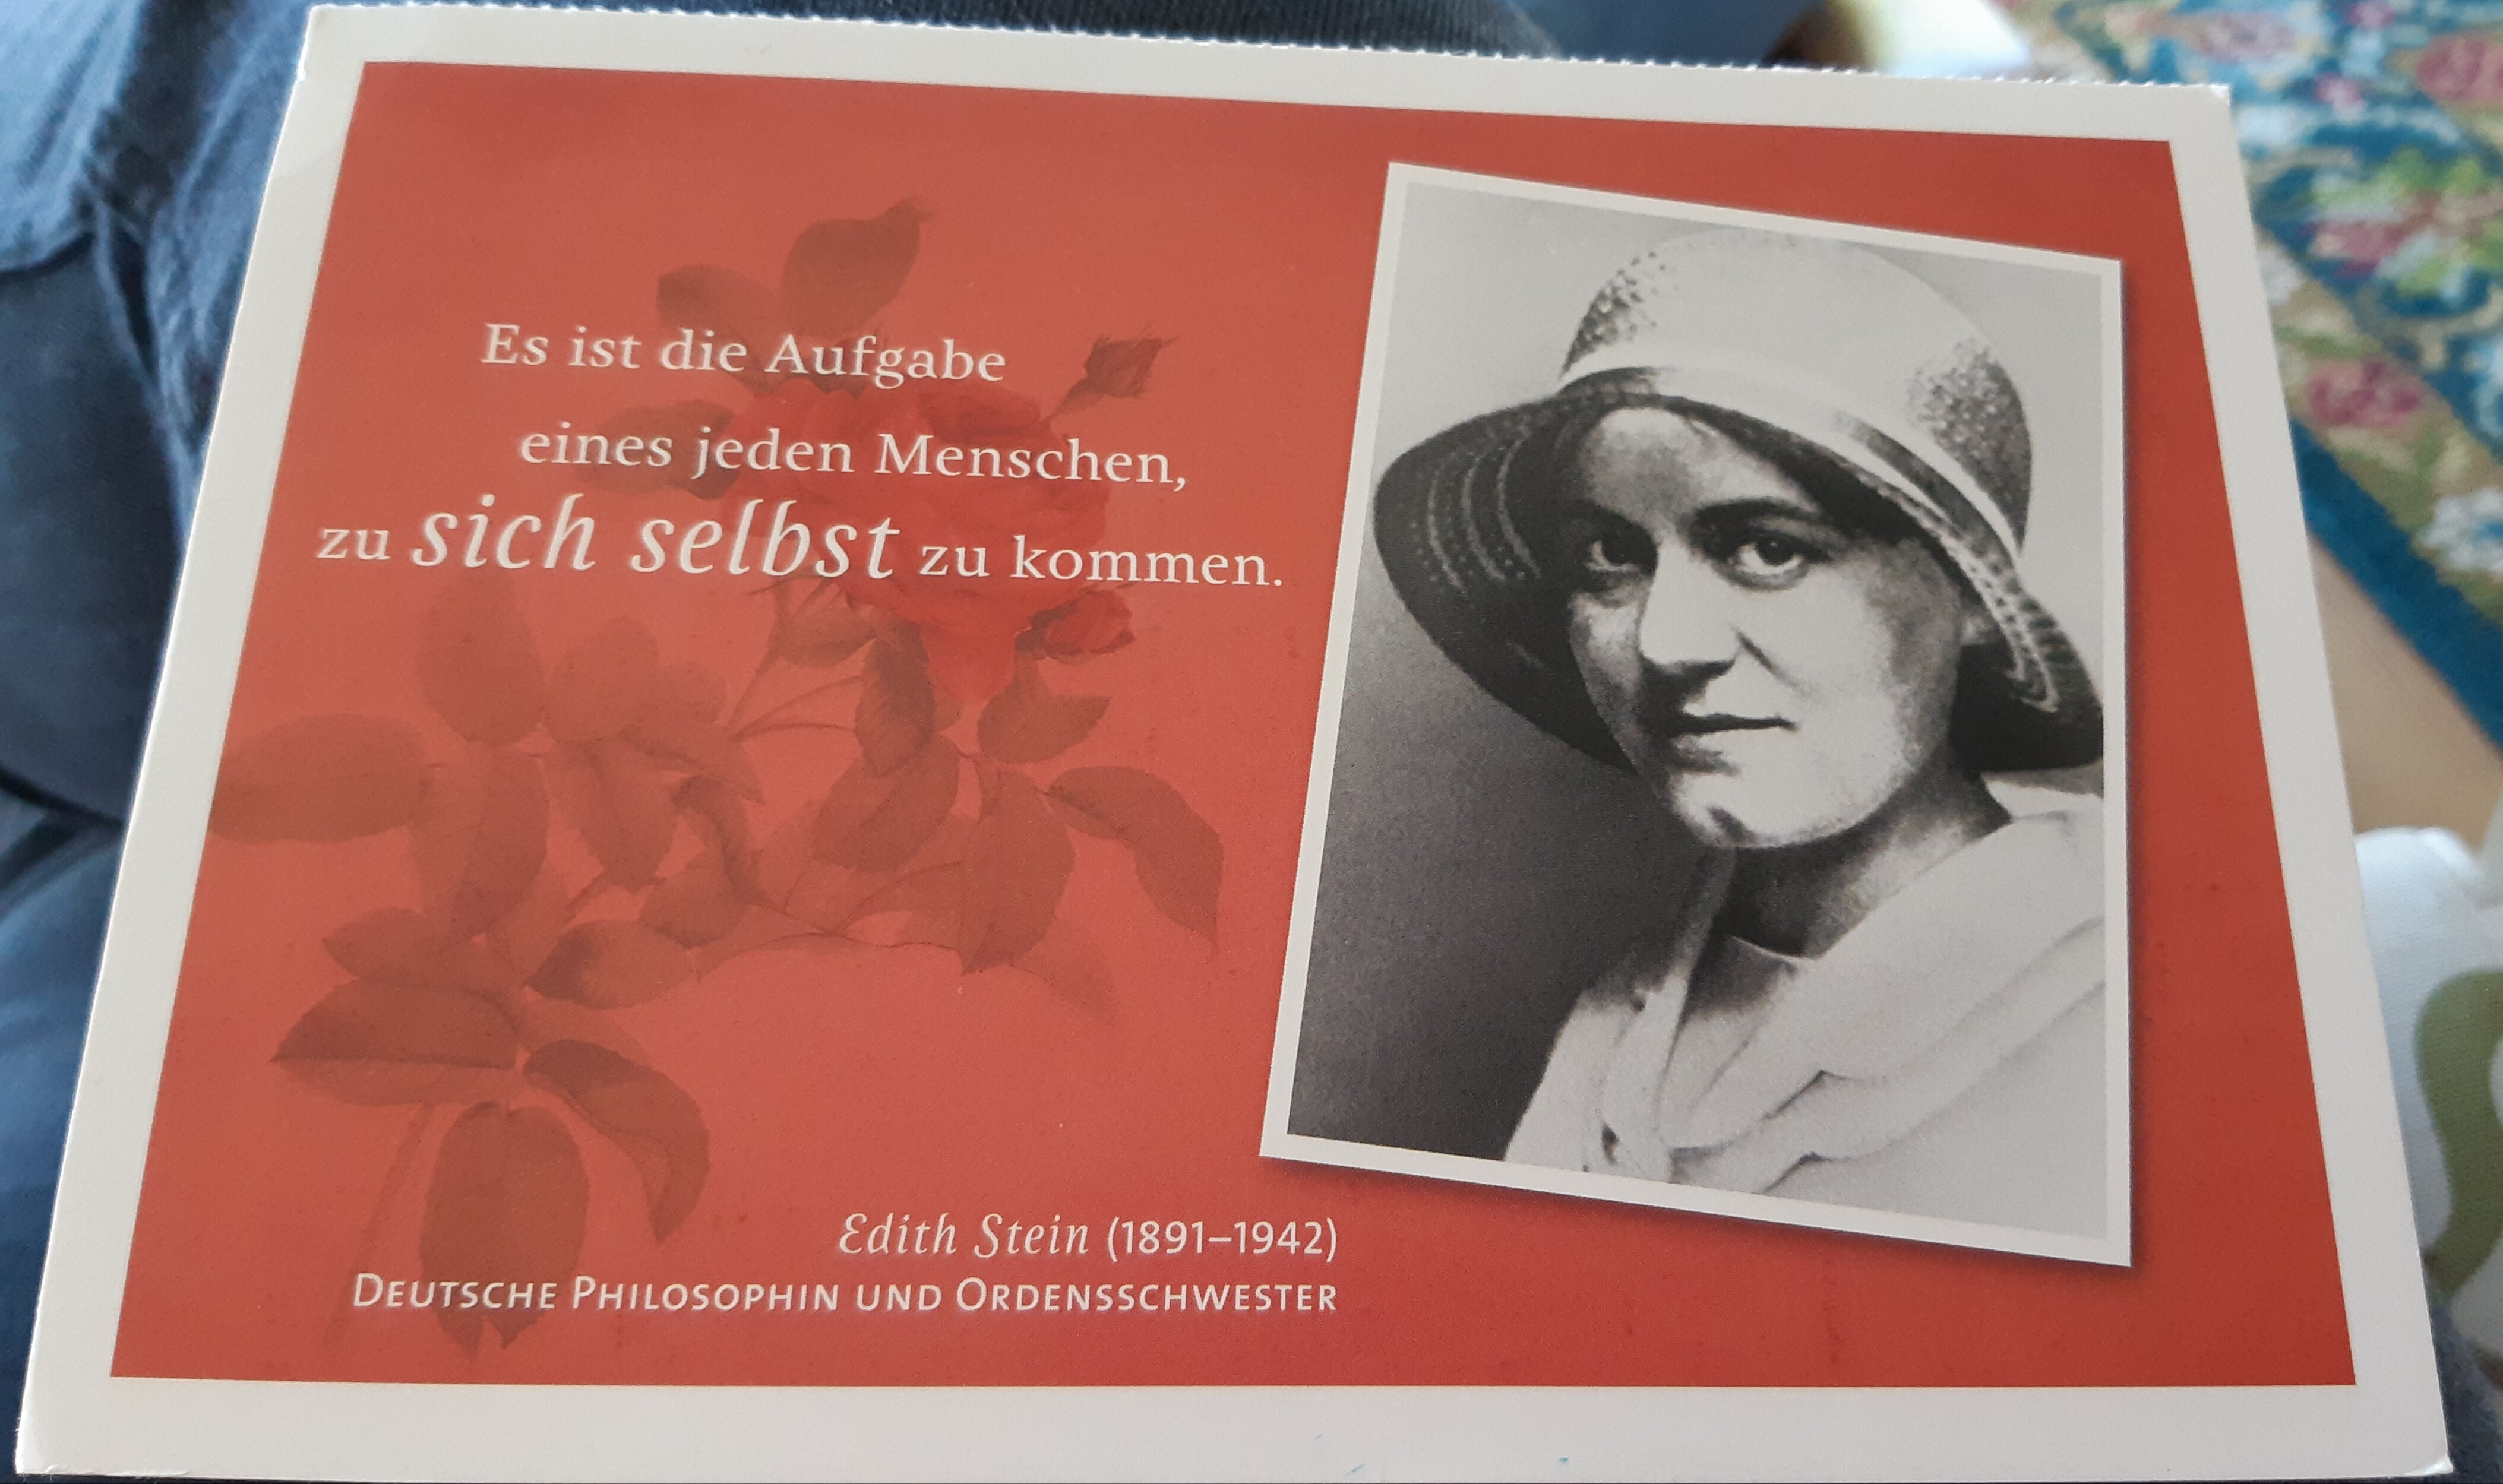 Es ist die Aufgabe
eines jeden Menschen,
zu sich selbst zu kommen.
Edith Stein (1891–1942)
DEUTSCHE PHILOSOPHIN UND ORDENSSCHWESTER